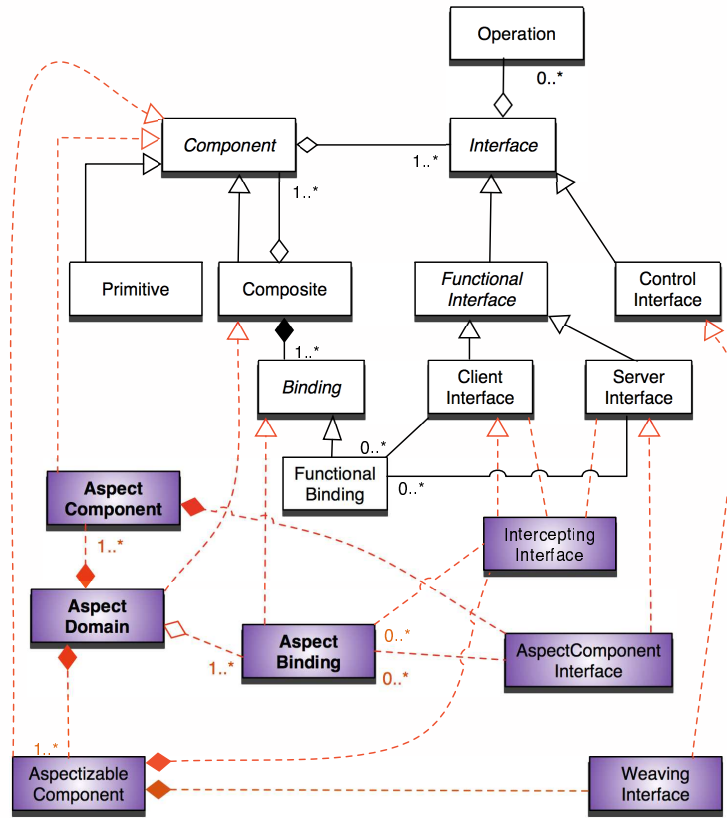 Operation
0..*
Component
Interface
1..*
1..*
Primitive
Composite
Functional
Interface
Control
Interface
1..*
Binding
Client
Interface
Server
Interface
0..*
Functional
Binding
0..*
Aspect
Component
1..*
Intercepting
Interface
Aspect
Domain
0..*
Aspect
Binding
1..*
0..*
AspectComponent
Interface
1..*
Aspectizable
Component
Weaving
Interface